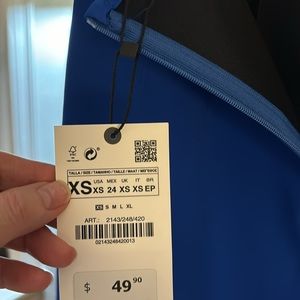 TALLA / SIZE / TAMANHO / TAILLE / MAAT /
USA MEX UK IT BR
XS XS 24 XS XS EP
XS S M L XL
ART.: 2143/248/420
02143248420013
$ 49 90